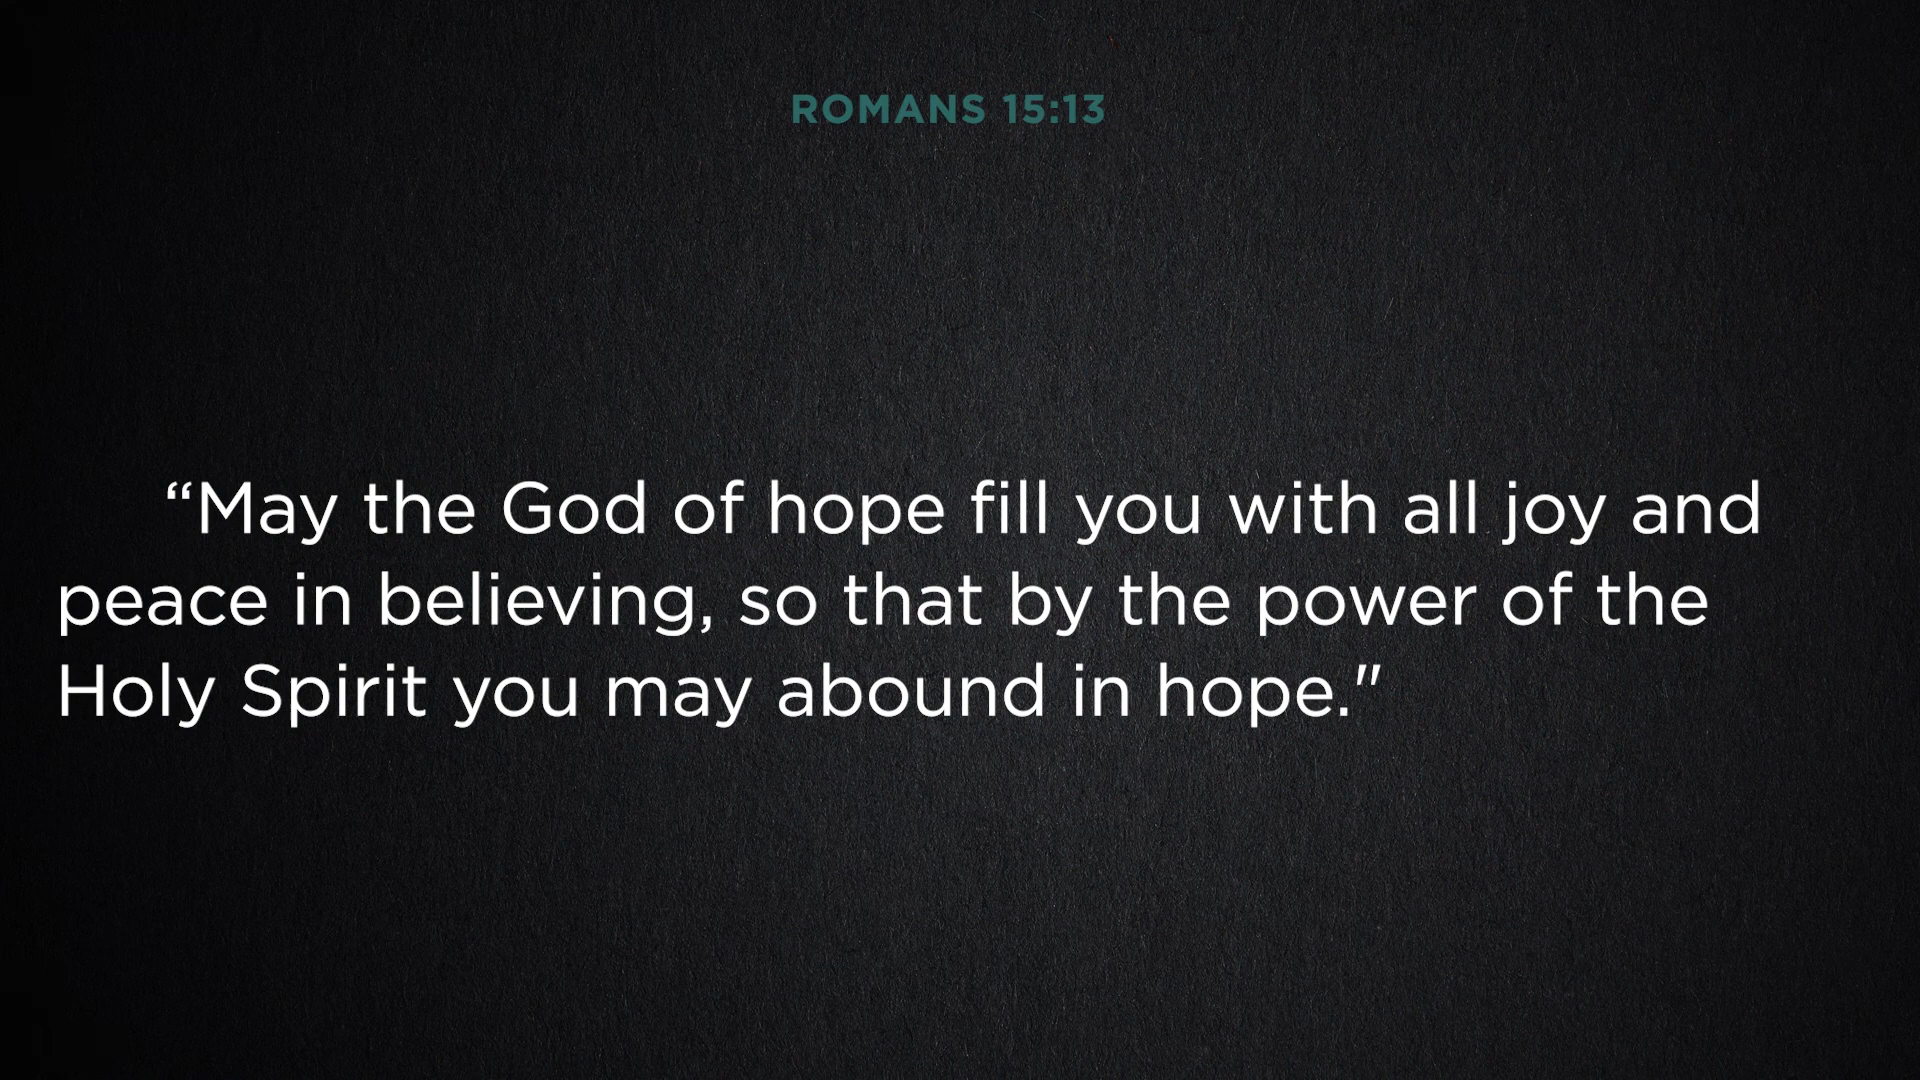 ROMANS 15:13
“May the God of hope fill you with all joy and
peace in believing, so that by the power of the
Holy Spirit you may abound in hope."